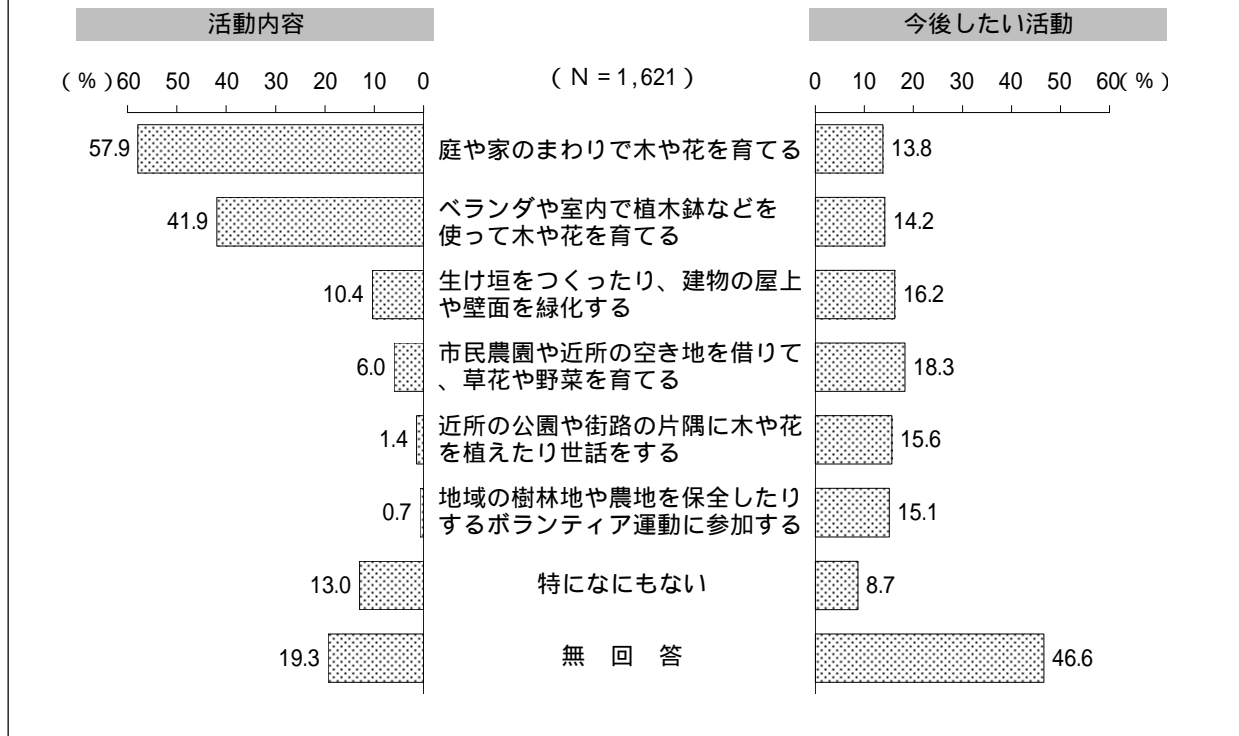 活動内容
今後したい活動
(%)60 50 40 30 20 10 0
(N=1,621)
0 10 20 30 40 50 60(%)
57.9
庭や家のまわりで木や花を育てる
13.8
41.9
ベランダや室内で植木鉢などを
使って木や花を育てる
14.2
10.4
生け垣をつくったり、建物の屋上
や壁面を緑化する
16.2
6.0
市民農園や近所の空き地を借りて
、草花や野菜を育てる
18.3
1.4
近所の公園や街路の片隅に木や花
を植えたり世話をする
15.6
0.7
地域の樹林地や農地を保全したり
するボランティア運動に参加する
15.1
13.0
特になにもない
8.7
19.3
無 回 答
46.6